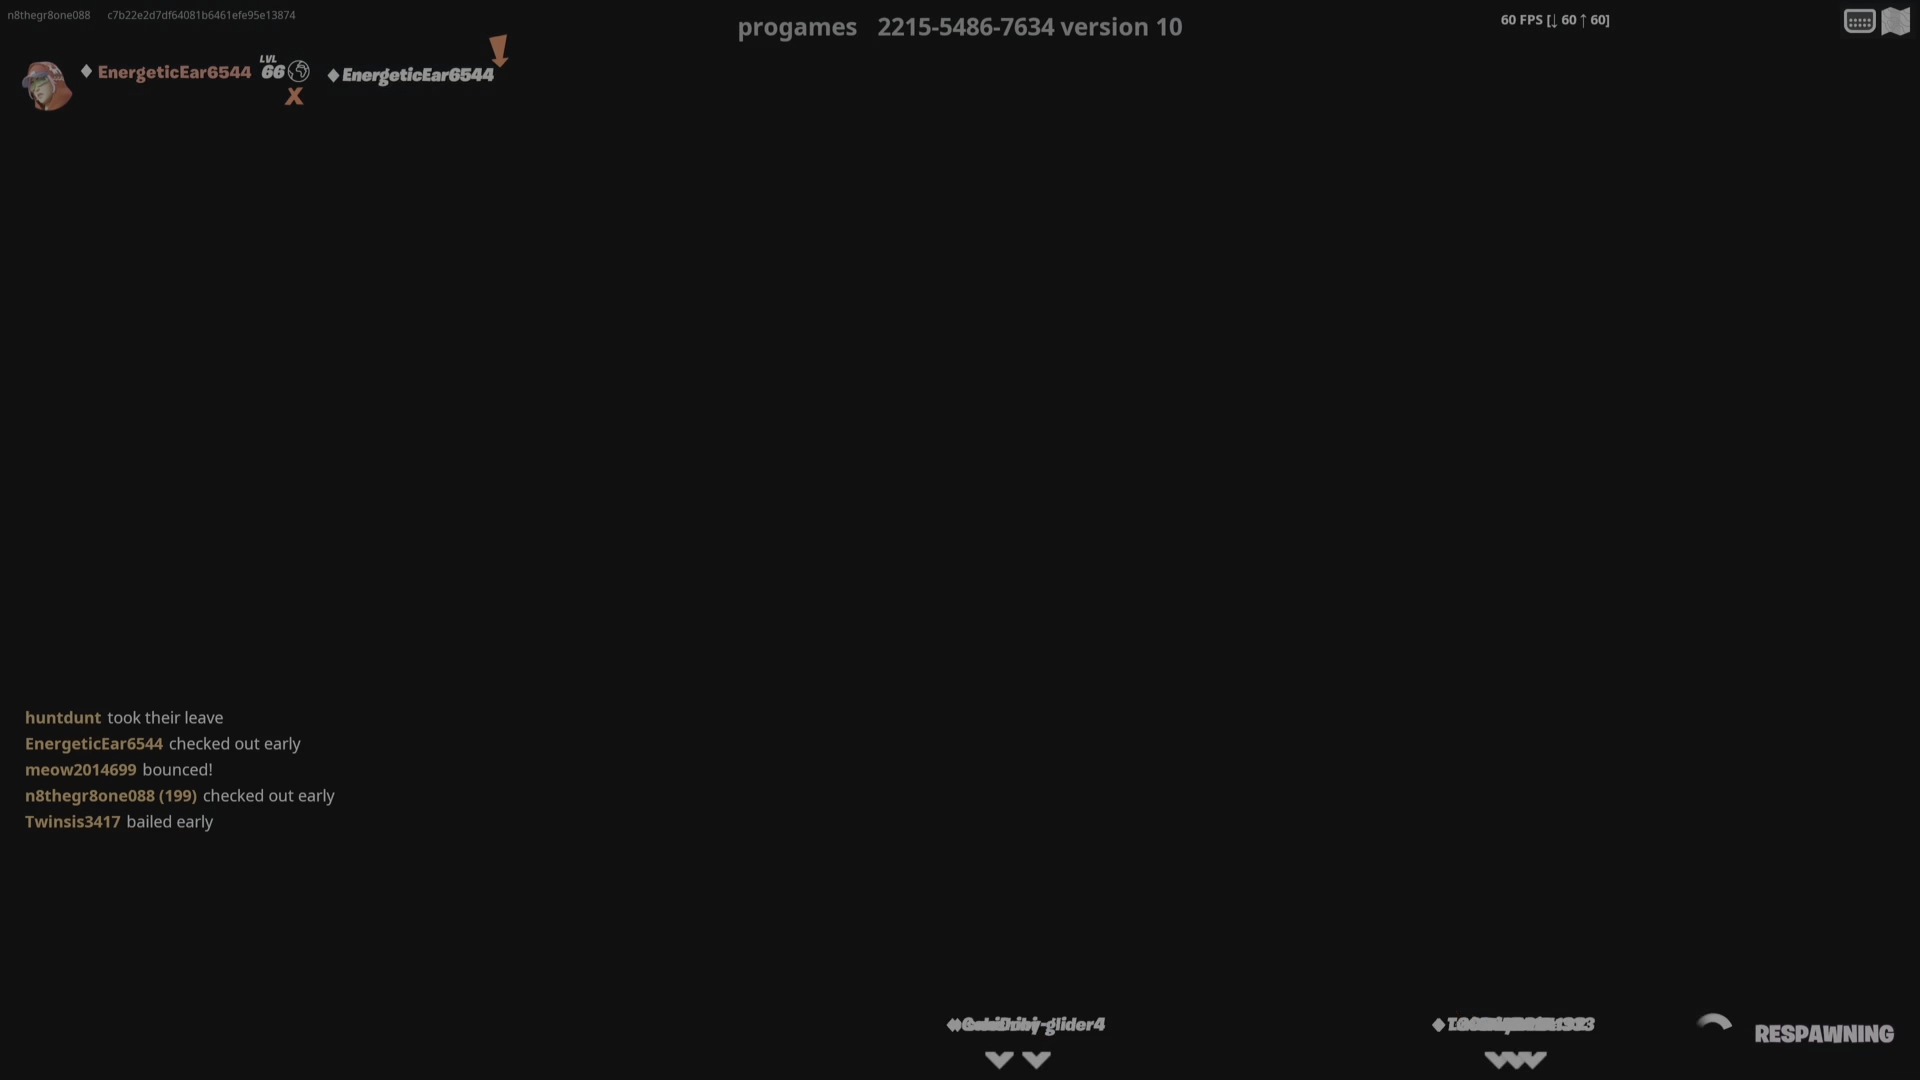 n8thegr8one088 c7b22e2d7df64081b6461efe95e13874
progames 2215-5486-7634 version 10
60 FPS [↓ 60 ↑ 60]
EnergeticEar6544 LVL 66
X
EnergeticEar6544
huntdunt took their leave
EnergeticEar6544 checked out early
meow2014699 bounced!
n8thegr8one088 (199) checked out early
Twinsis3417 bailed early
RESPAWNING